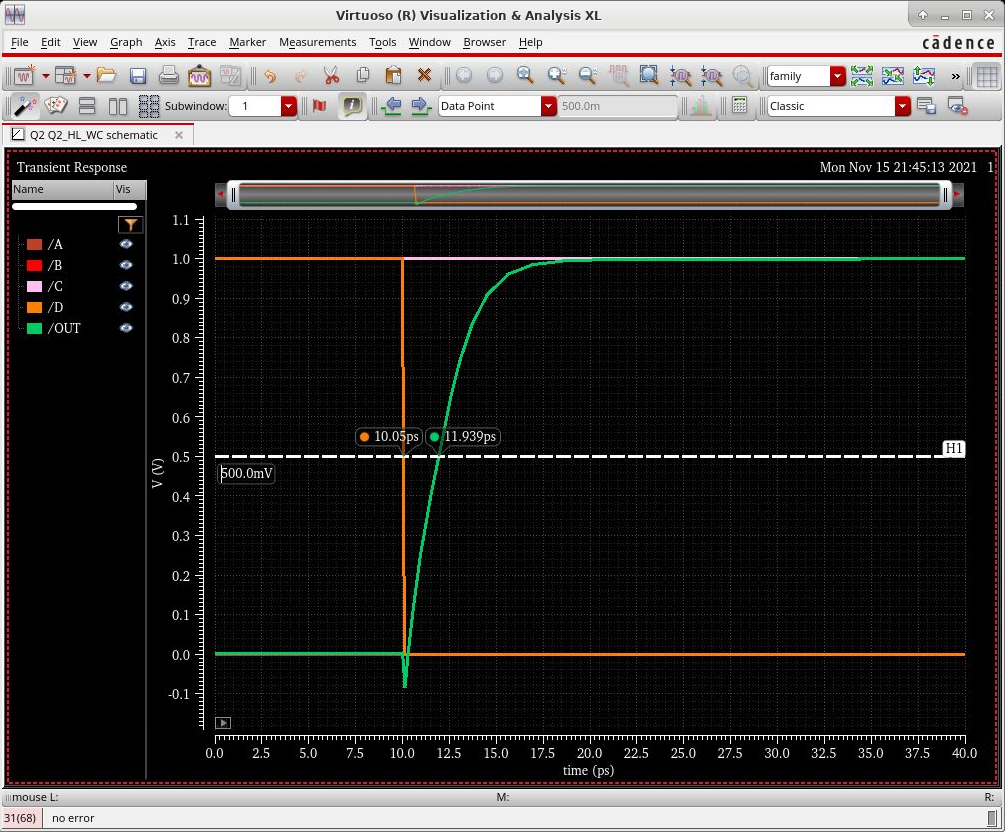 Virtuoso (R) Visualization & Analysis XL
File Edit View Graph Axis Trace Marker Measurements Tools Window Browser Help
cādence
family
»
Subwindow: 1
Data Point
500.0m
Classic
Q2 Q2_HL_WC schematic
Transient Response
Mon Nov 15 21:45:13 2021 1
Name Vis
/A
/B
/C
/D
/OUT
V (V)
1.1
1.0
0.9
0.8
0.7
0.6
0.5
0.4
0.3
0.2
0.1
0.0
-0.1
10.05ps
11.939ps
H1
500.0mV
0.0 2.5 5.0 7.5 10.0 12.5 15.0 17.5 20.0 22.5 25.0 27.5 30.0 32.5 35.0 37.5 40.0
time (ps)
mouse L: M: R:
31(68) no error